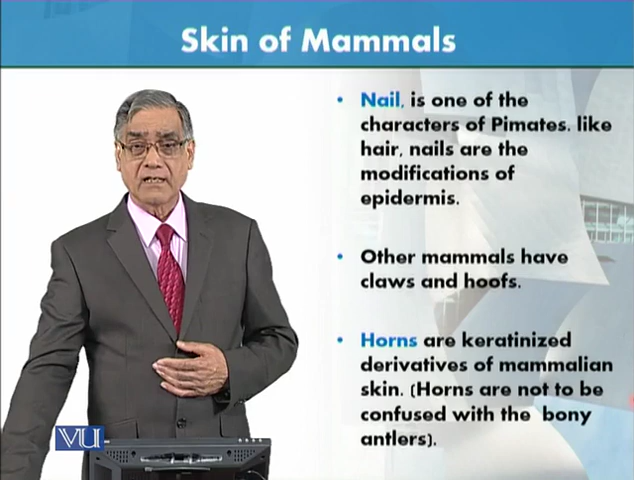 Skin of Mammals
• Nail, is one of the
characters of Pimates. like
hair, nails are the
modifications of
epidermis.
• Other mammals have
claws and hoofs.
• Horns are keratinized
derivatives of mammalian
skin. (Horns are not to be
confused with the bony
antlers).
VU